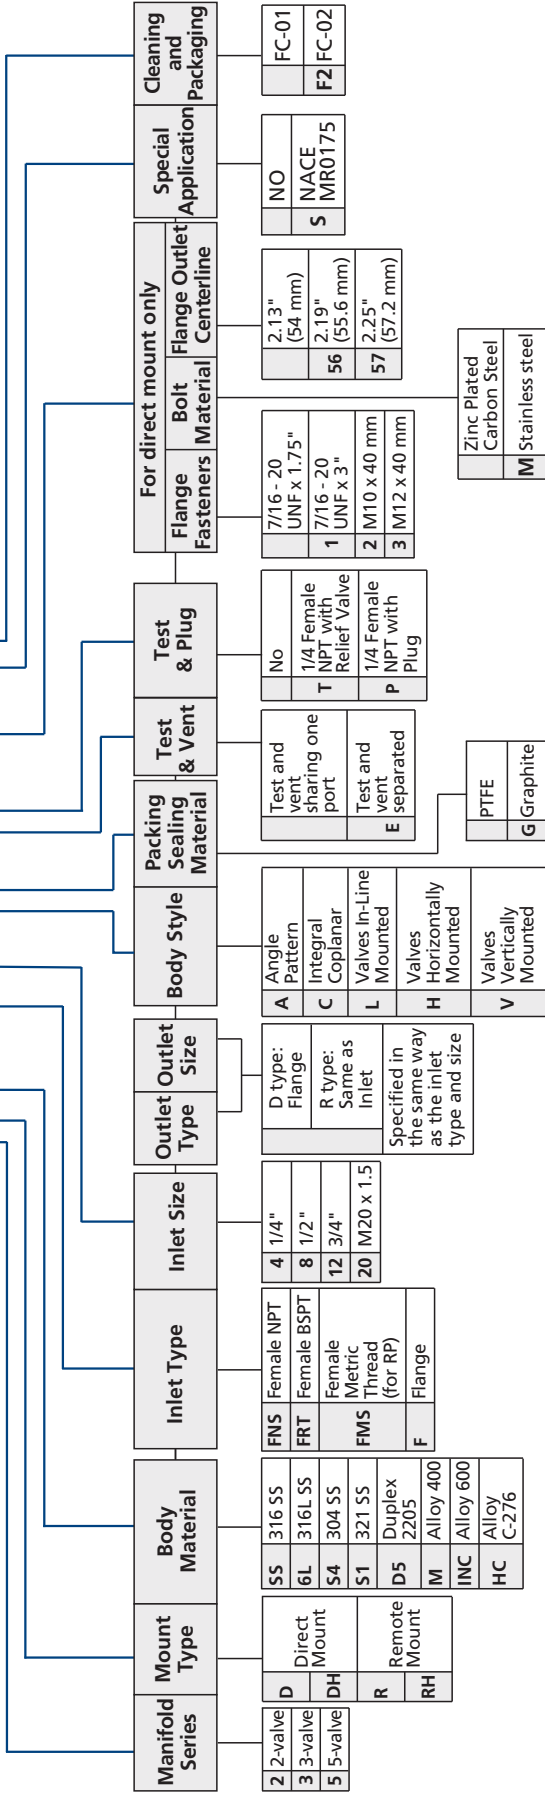 Manifold
Series
2 2-valve
3 3-valve
5 5-valve
Mount
Type
D
DH
Direct
Mount
R
RH
Remote
Mount
Body
Material
SS 316 SS
6L 316L SS
S4 304 SS
S1 321 SS
D5 Duplex
2205
M Alloy 400
INC Alloy 600
HC Alloy
C-276
Inlet Type
FNS Female NPT
FRT Female BSPT
FMS Female
Metric
Thread
(for RP)
F Flange
Inlet Size
4 1/4"
8 1/2"
12 3/4"
20 M20 x 1.5
Outlet
Type
Outlet
Size
D type:
Flange
R type:
Same as
Inlet
Specified in
the same way
as the inlet
type and size
Body Style
A Angle
Pattern
C Integral
Coplanar
L Valves In-Line
Mounted
H Valves
Horizontally
Mounted
V Valves
Vertically
Mounted
Packing
Sealing
Material
PTFE
G Graphite
Test
& Vent
Test and
vent
sharing one
port
E Test and
vent
separated
Test
& Plug
No
T 1/4 Female
NPT with
Relief Valve
P 1/4 Female
NPT with
Plug
For direct mount only
Flange
Fasteners
7/16 - 20
UNF x 1.75"
1 7/16 - 20
UNF x 3"
2 M10 x 40 mm
3 M12 x 40 mm
Bolt
Material
Zinc Plated
Carbon Steel
M Stainless steel
Flange Outlet
Centerline
2.13"
(54 mm)
56 2.19"
(55.6 mm)
57 2.25"
(57.2 mm)
Special
Application
NO
S NACE
MR0175
Cleaning
and
Packaging
FC-01
F2 FC-02